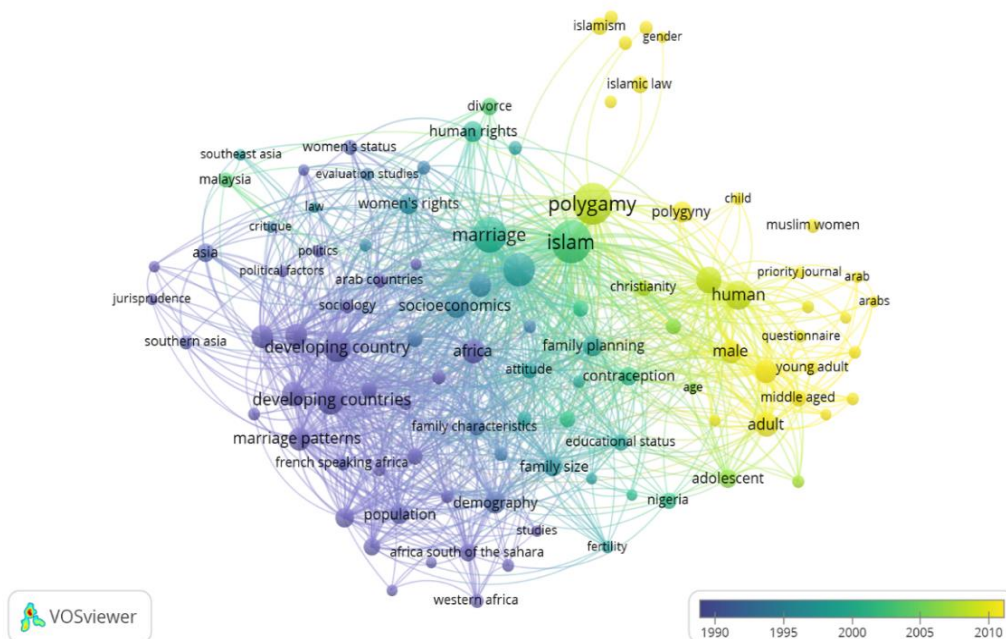 islamism
gender
islamic law
divorce
human rights
women's status
southeast asia
evaluation studies
malaysia
women's rights
polygamy
polygyny
child
law
muslim women
critique
marriage
islam
politics
asia
political factors
arab countries
christianity
priority journal
arab
jurisprudence
sociology
socioeconomics
human
arabs
southern asia
developing country
africa
family planning
male
questionnaire
attitude
contraception
young adult
age
developing countries
middle aged
family characteristics
adult
marriage patterns
educational status
french speaking africa
family size
adolescent
demography
nigeria
population
studies
africa south of the sahara
fertility
western africa
VOSviewer
1990 1995 2000 2005 2010